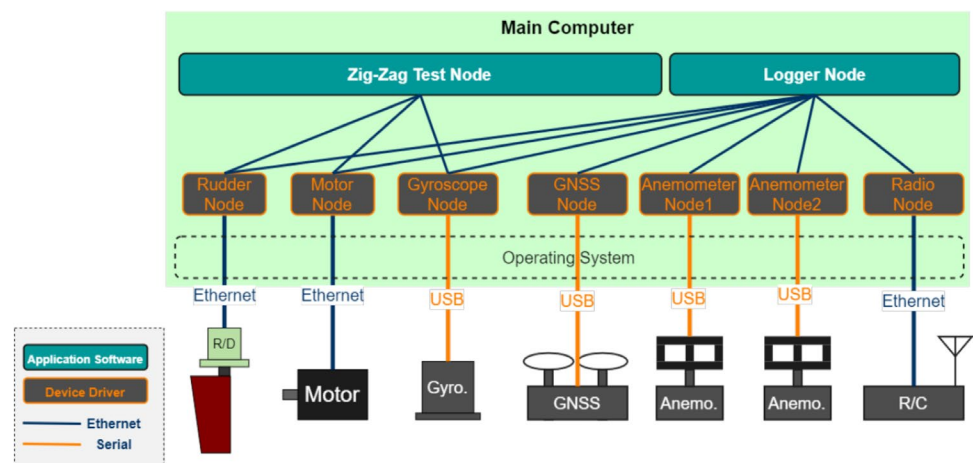 Main Computer
Zig-Zag Test Node
Logger Node
Rudder
Node
Motor
Node
Gyroscope
Node
GNSS
Node
Anemometer
Node1
Anemometer
Node2
Radio
Node
Operating System
Ethernet
Ethernet
USB
USB
USB
USB
Ethernet
R/D
Motor
Gyro.
GNSS
Anemo.
Anemo.
R/C
Application Software
Device Driver
Ethernet
Serial